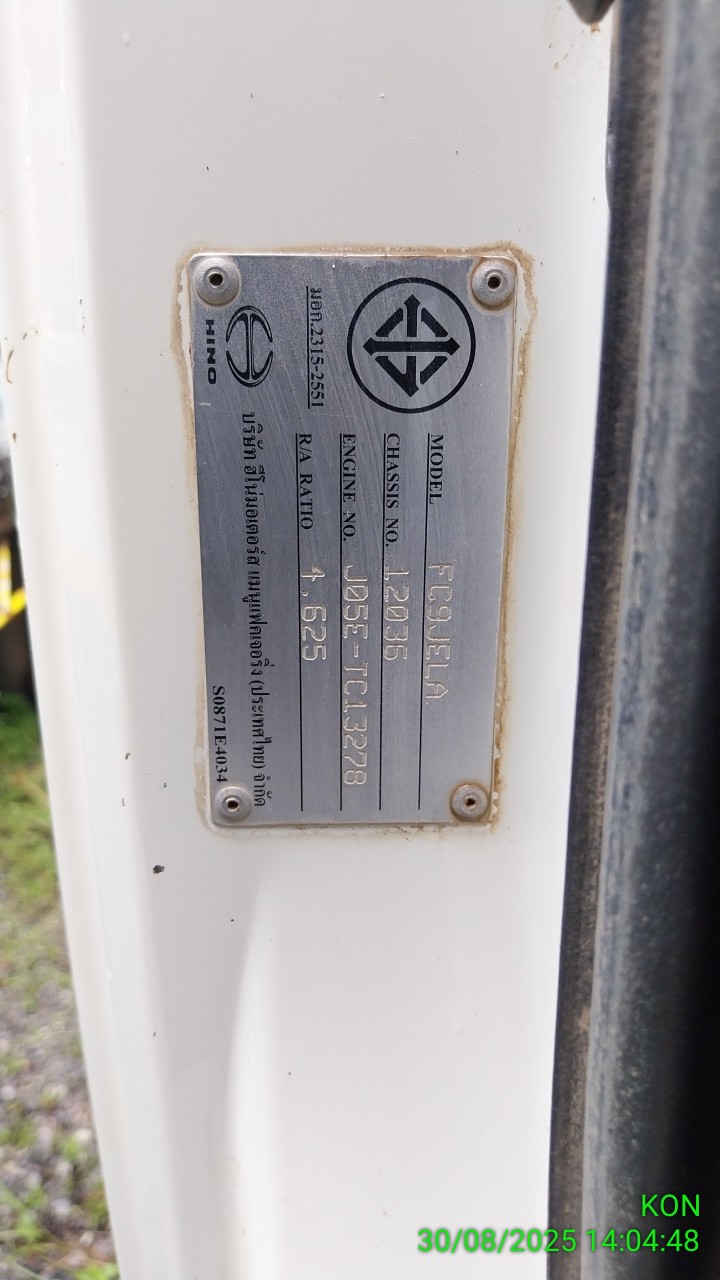 มอก.2315-2551
HINO
MODEL FC9JELA
CHASSIS NO. 12036
ENGINE NO. J05E-TC13278
R/A RATIO 4.625
บริษัท ฮีโน่มอเตอร์ส แมนูแฟคเจอริ่ง (ประเทศไทย) จำกัด
S0871E4034
KON
30/08/2025 14:04:48